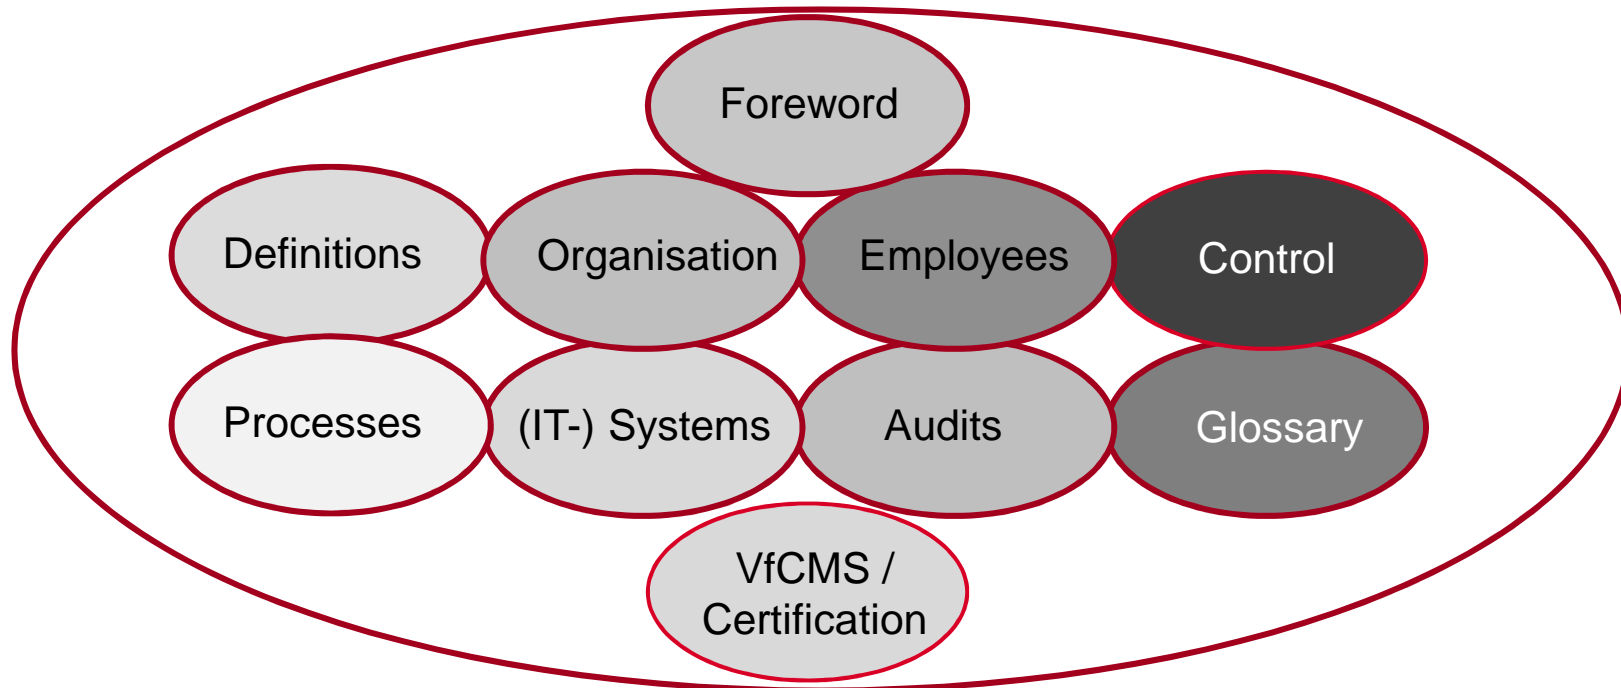 Foreword
Definitions
Organisation
Employees
Control
Processes
(IT-) Systems
Audits
Glossary
VfCMS /
Certification